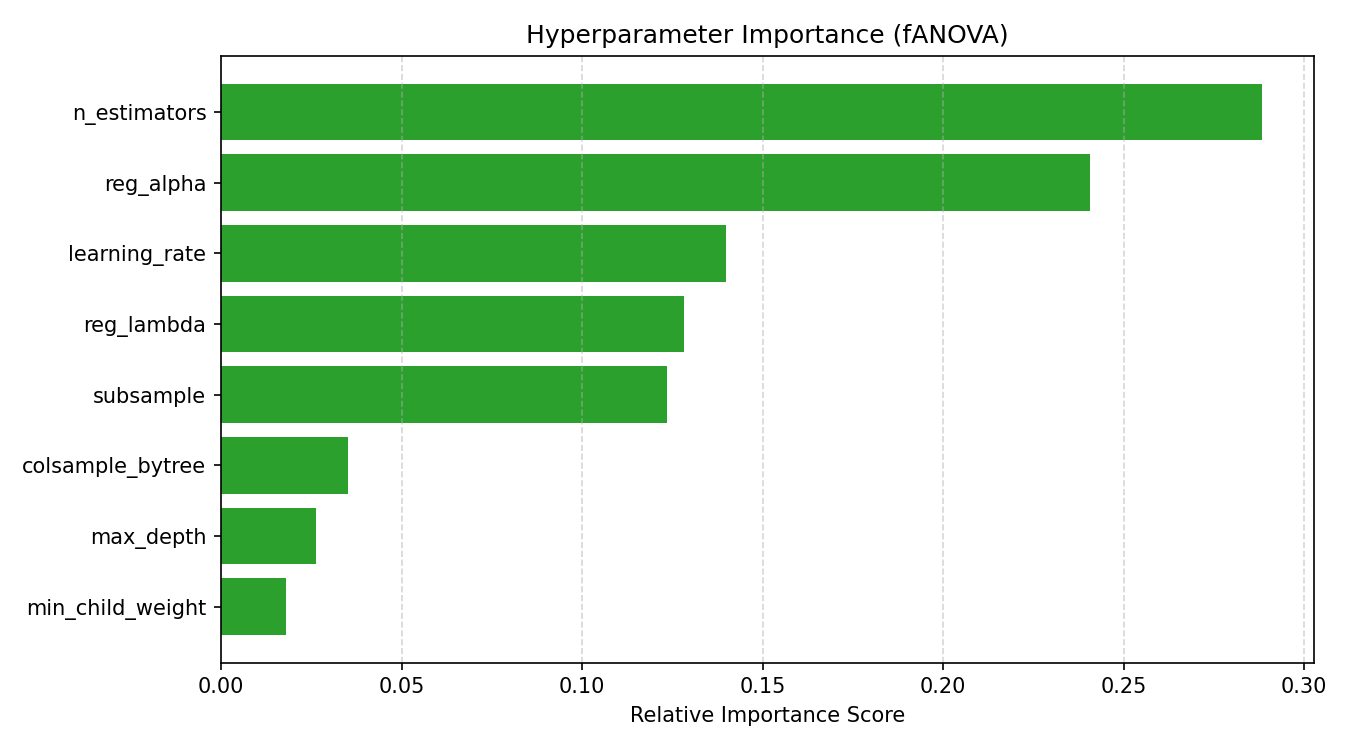 Hyperparameter Importance (fANOVA)
n_estimators
reg_alpha
learning_rate
reg_lambda
subsample
colsample_bytree
max_depth
min_child_weight
0.00 0.05 0.10 0.15 0.20 0.25 0.30
Relative Importance Score